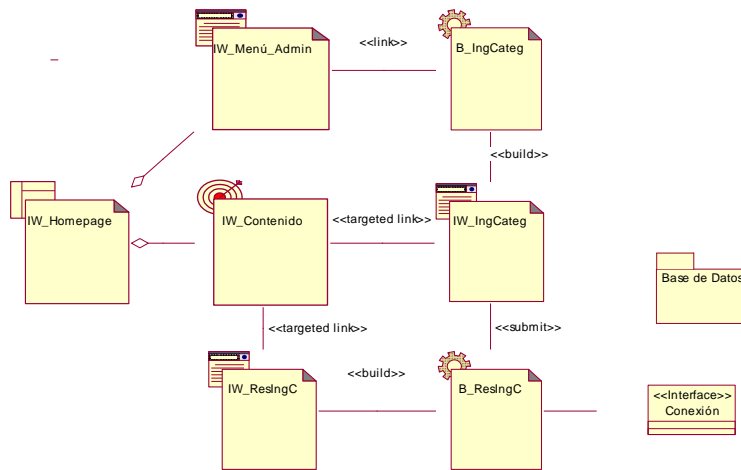 IW_Menú_Admin
<<link>>
B_IngCateg
<<build>>
IW_Homepage
IW_Contenido
<<targeted link>>
IW_IngCateg
Base de Datos
<<targeted link>>
<<submit>>
IW_ResIngC
<<build>>
B_ResIngC
<<Interface>>
Conexión